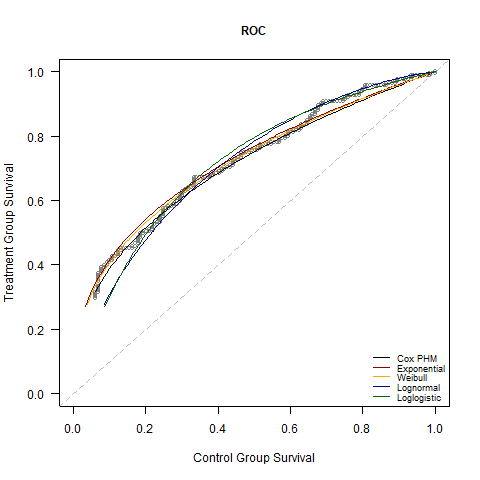 ROC
Treatment Group Survival
1.0
0.8
0.6
0.4
0.2
0.0
Cox PHM
Exponential
Weibull
Lognormal
Loglogistic
0.0 0.2 0.4 0.6 0.8 1.0
Control Group Survival